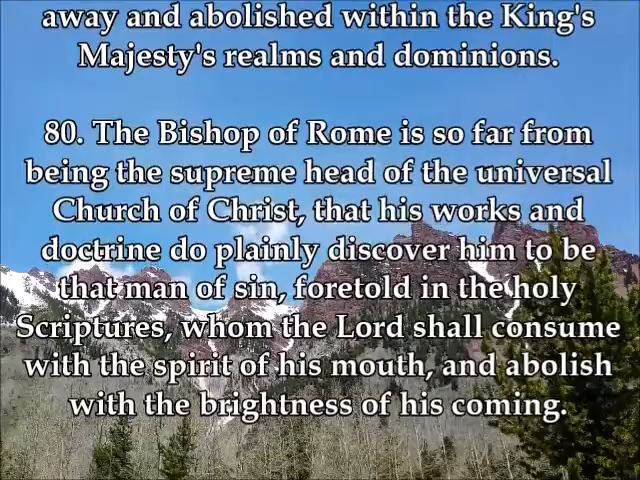 away and abolished within the King's
Majesty's realms and dominions.
80. The Bishop of Rome is so far from
being the supreme head of the universal
Church of Christ, that his works and
doctrine do plainly discover him to be
that man of sin, foretold in the holy
Scriptures, whom the Lord shall consume
with the spirit of his mouth, and abolish
with the brightness of his coming.